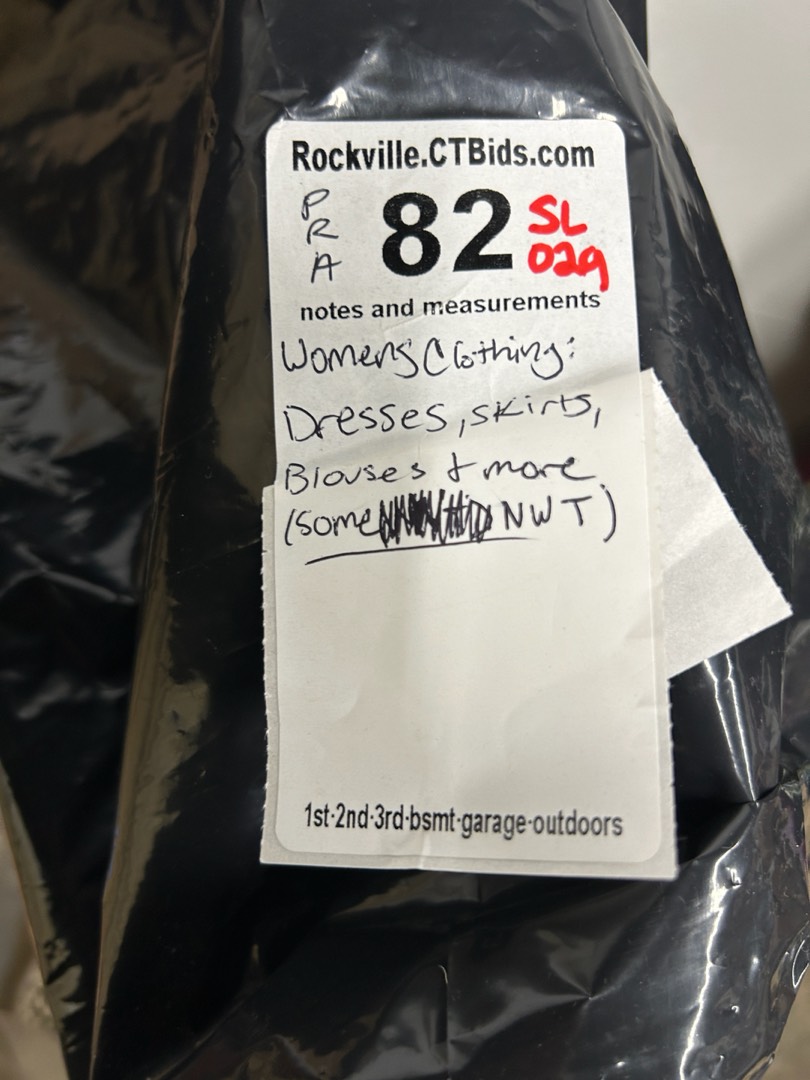 Rockville.CTBids.com
P
R
A
82
SL
029
notes and measurements
Womens Clothing:
Dresses, skirts,
Blouses & more
(some NWT)
1st·2nd·3rd·bsmt·garage·outdoors